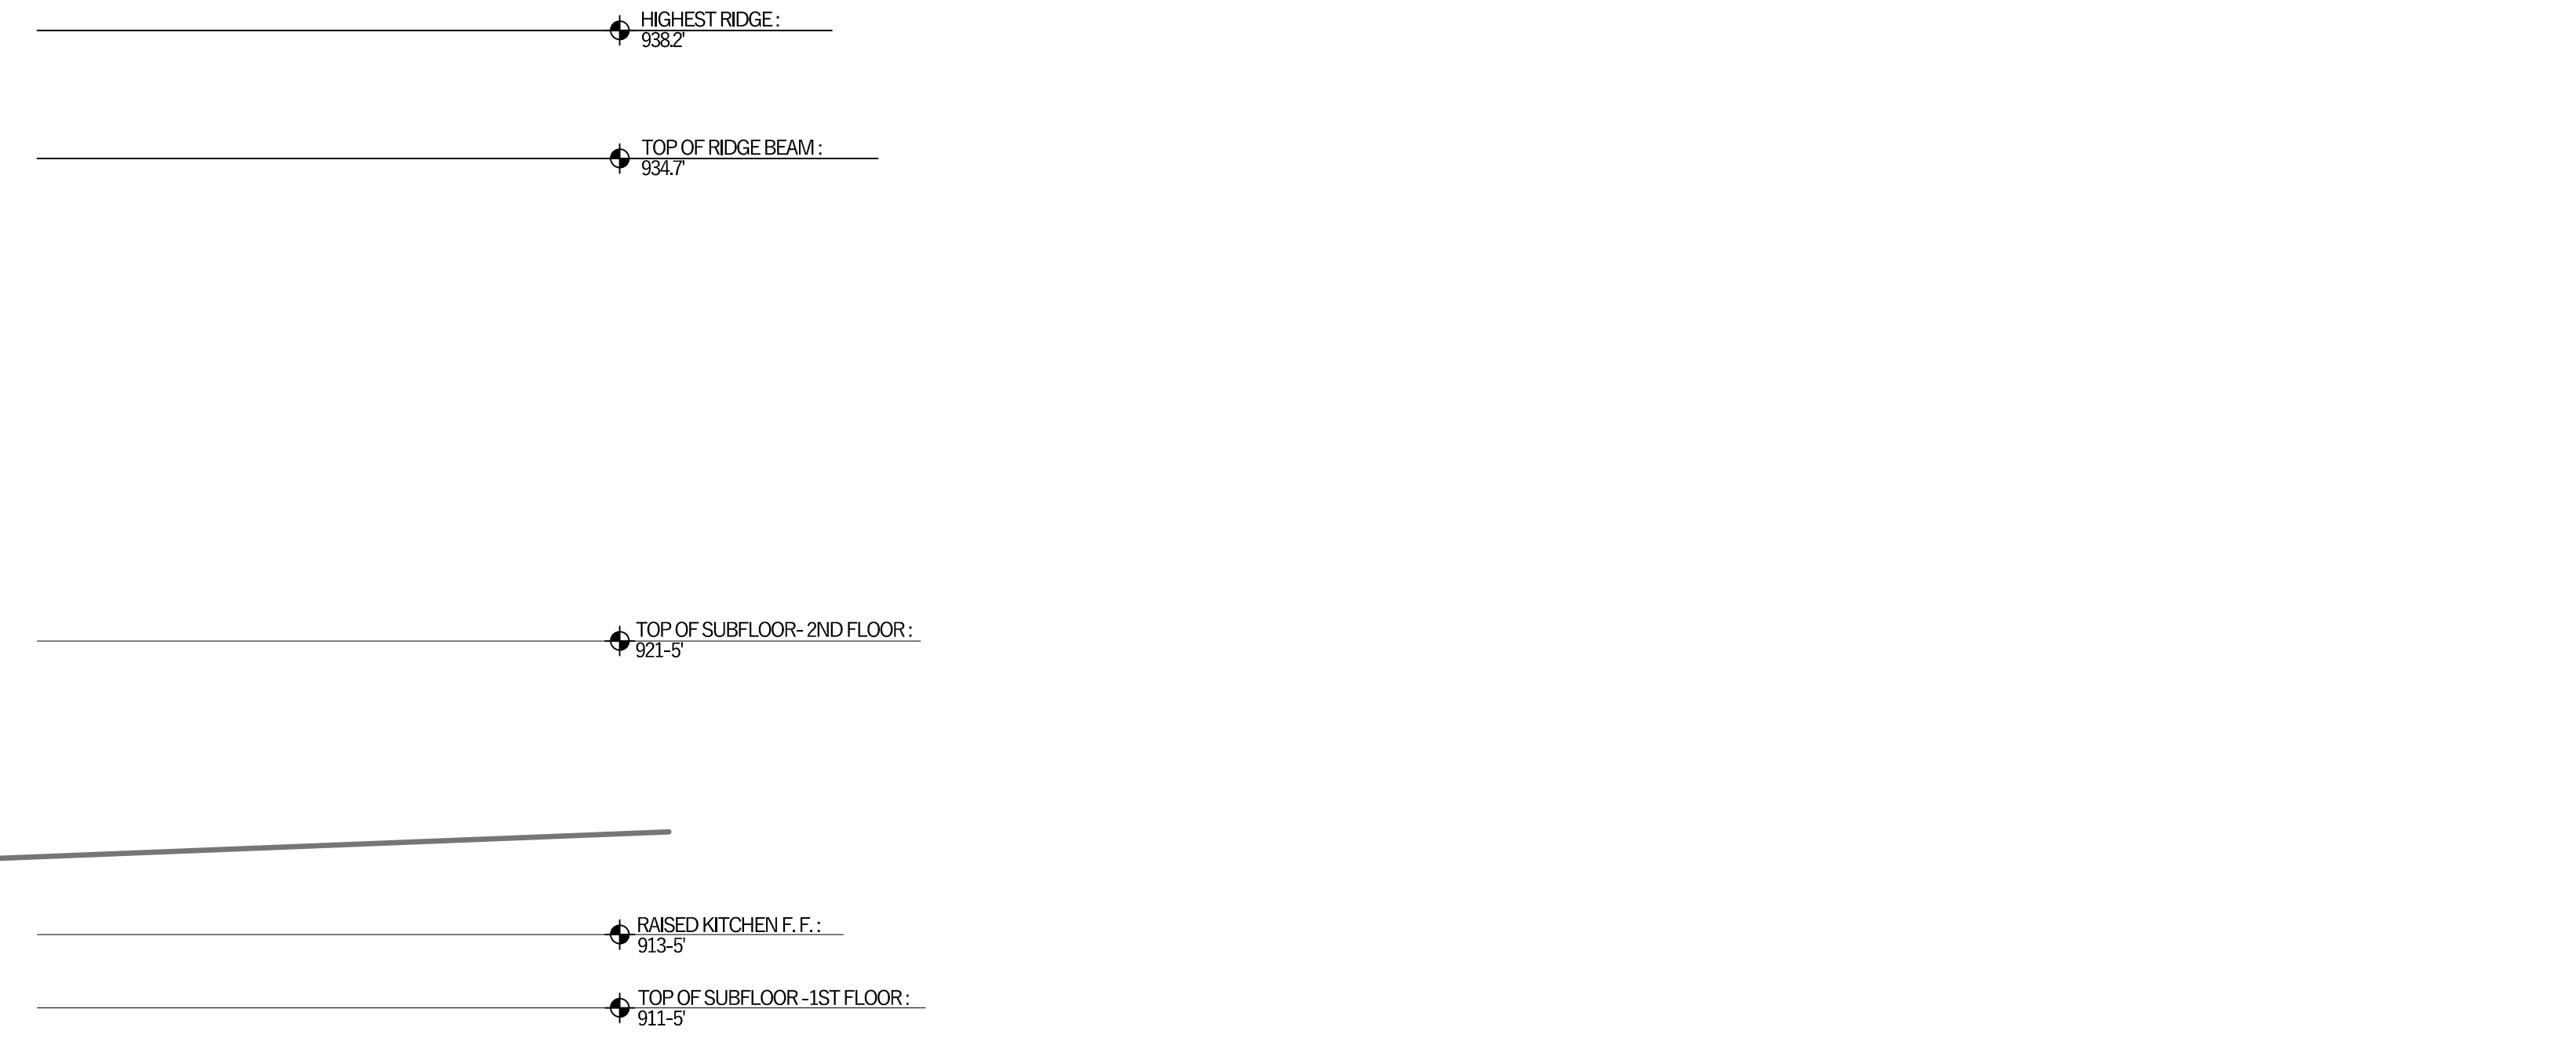 HIGHEST RIDGE :
938.2'
TOP OF RIDGE BEAM :
934.7'
TOP OF SUBFLOOR- 2ND FLOOR :
921-5'
RAISED KITCHEN F. F. :
913-5'
TOP OF SUBFLOOR -1ST FLOOR :
911-5'